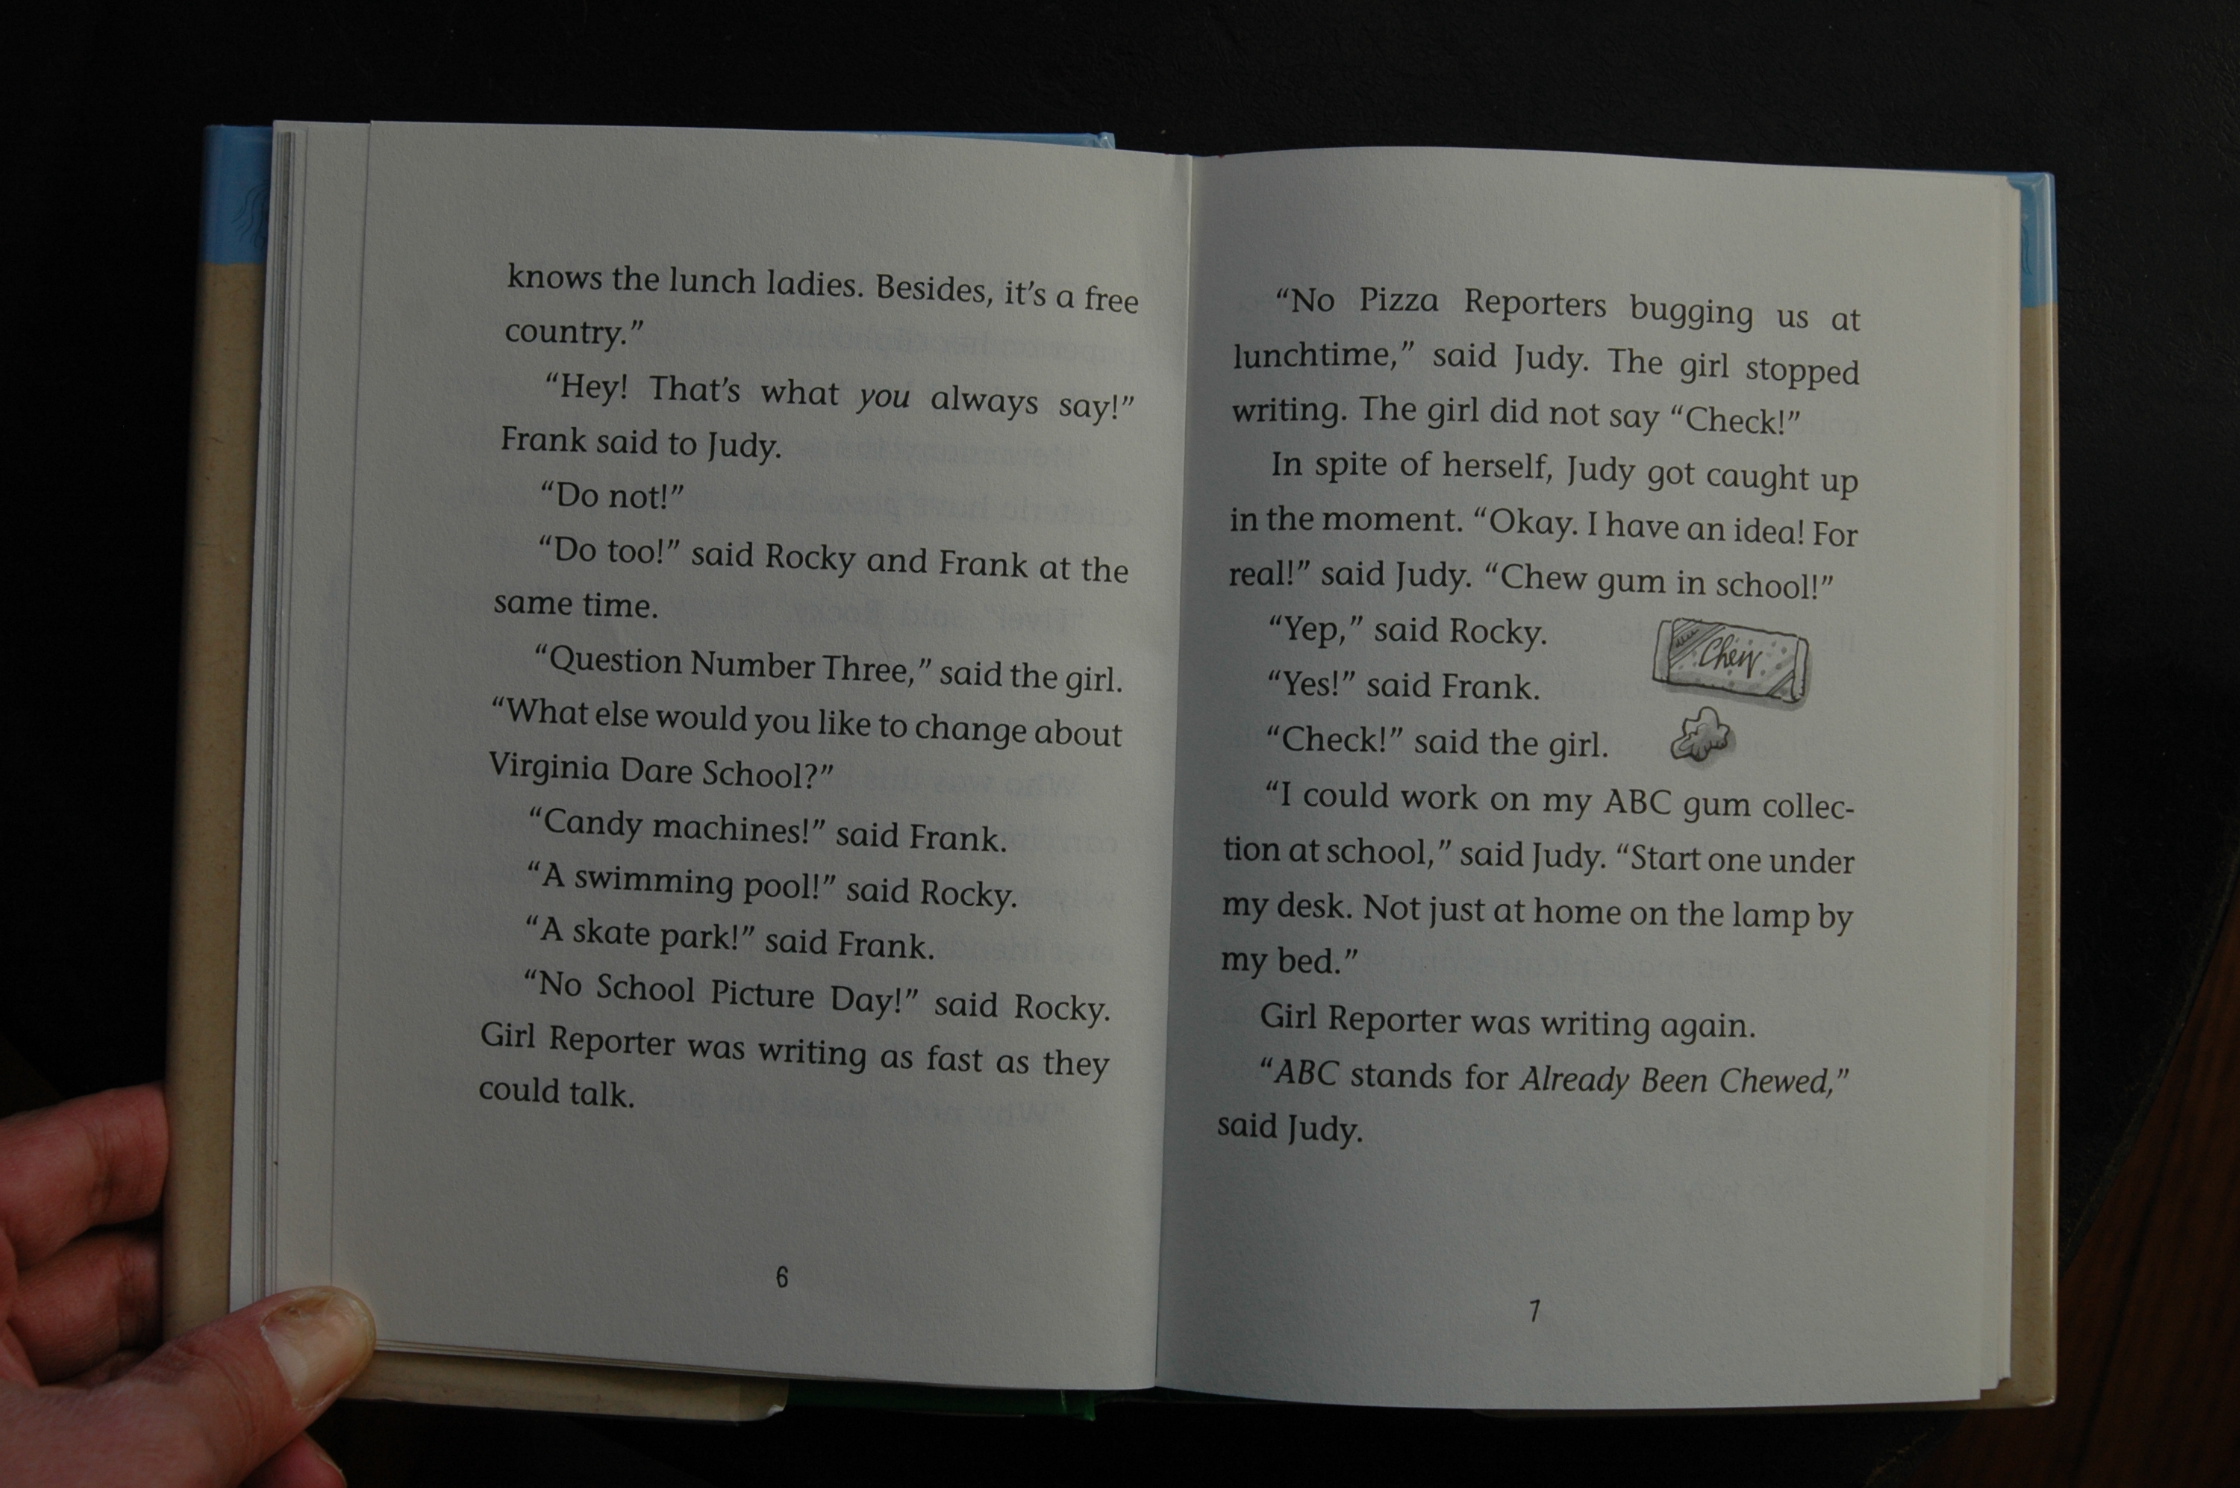 knows the lunch ladies. Besides, it's a free
country.”
“Hey! That's what you always say!”
Frank said to Judy.
“Do not!”
“Do too!” said Rocky and Frank at the
same time.
“Question Number Three,” said the girl.
“What else would you like to change about
Virginia Dare School?”
“Candy machines!” said Frank.
“A swimming pool!” said Rocky.
“A skate park!” said Frank.
“No School Picture Day!” said Rocky.
Girl Reporter was writing as fast as they
could talk.
6
“No Pizza Reporters bugging us at
lunchtime,” said Judy. The girl stopped
writing. The girl did not say “Check!”
In spite of herself, Judy got caught up
in the moment. “Okay. I have an idea! For
real!” said Judy. “Chew gum in school!”
“Yep,” said Rocky.
Chew
“Yes!” said Frank.
“Check!” said the girl.
“I could work on my ABC gum collec-
tion at school,” said Judy. “Start one under
my desk. Not just at home on the lamp by
my bed.”
Girl Reporter was writing again.
“ABC stands for Already Been Chewed,”
said Judy.
7